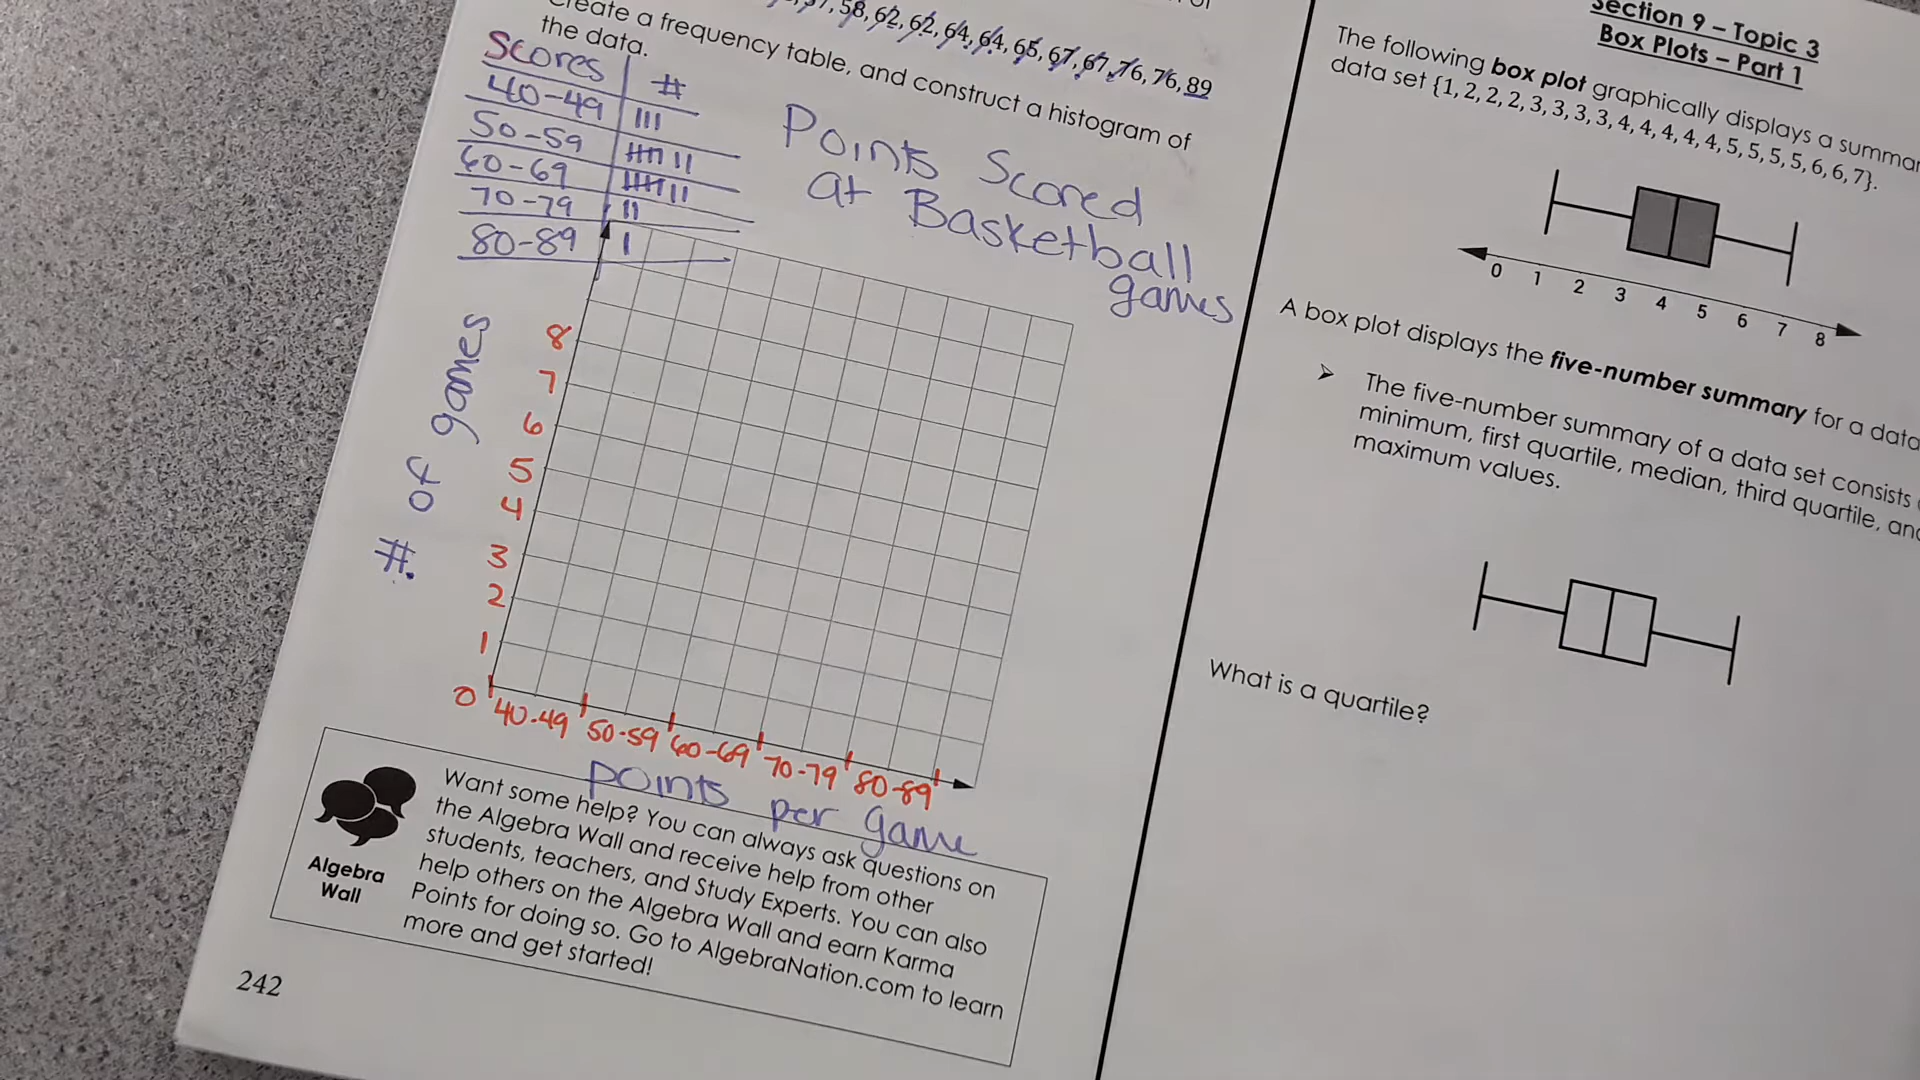 58, 62, 62, 64, 64, 65, 67, 67, 76, 76, 89
Create a frequency table, and construct a histogram of
the data.
Scores #
40-49 |||
50-59 𝍸 ||
60-69 𝍸 ||
70-79 ||
80-89 |
Points Scored
at Basketball
games
# of games
8
7
6
5
4
3
2
1
0
40-49 50-59 60-69 70-79 80-89
points per game
Algebra
Wall
Want some help? You can always ask questions on
the Algebra Wall and receive help from other
students, teachers, and Study Experts. You can also
help others on the Algebra Wall and earn Karma
Points for doing so. Go to AlgebraNation.com to learn
more and get started!
242
Section 9 – Topic 3
Box Plots – Part 1
The following box plot graphically displays a
data set {1, 2, 2, 2, 3, 3, 3, 3, 4, 4, 4, 4, 4, 5, 5, 5, 5, 6, 6, 7}.
0 1 2 3 4 5 6 7 8
A box plot displays the five-number summary for a data
➢ The five-number summary of a data set consists
minimum, first quartile, median, third quartile,
maximum values.
What is a quartile?